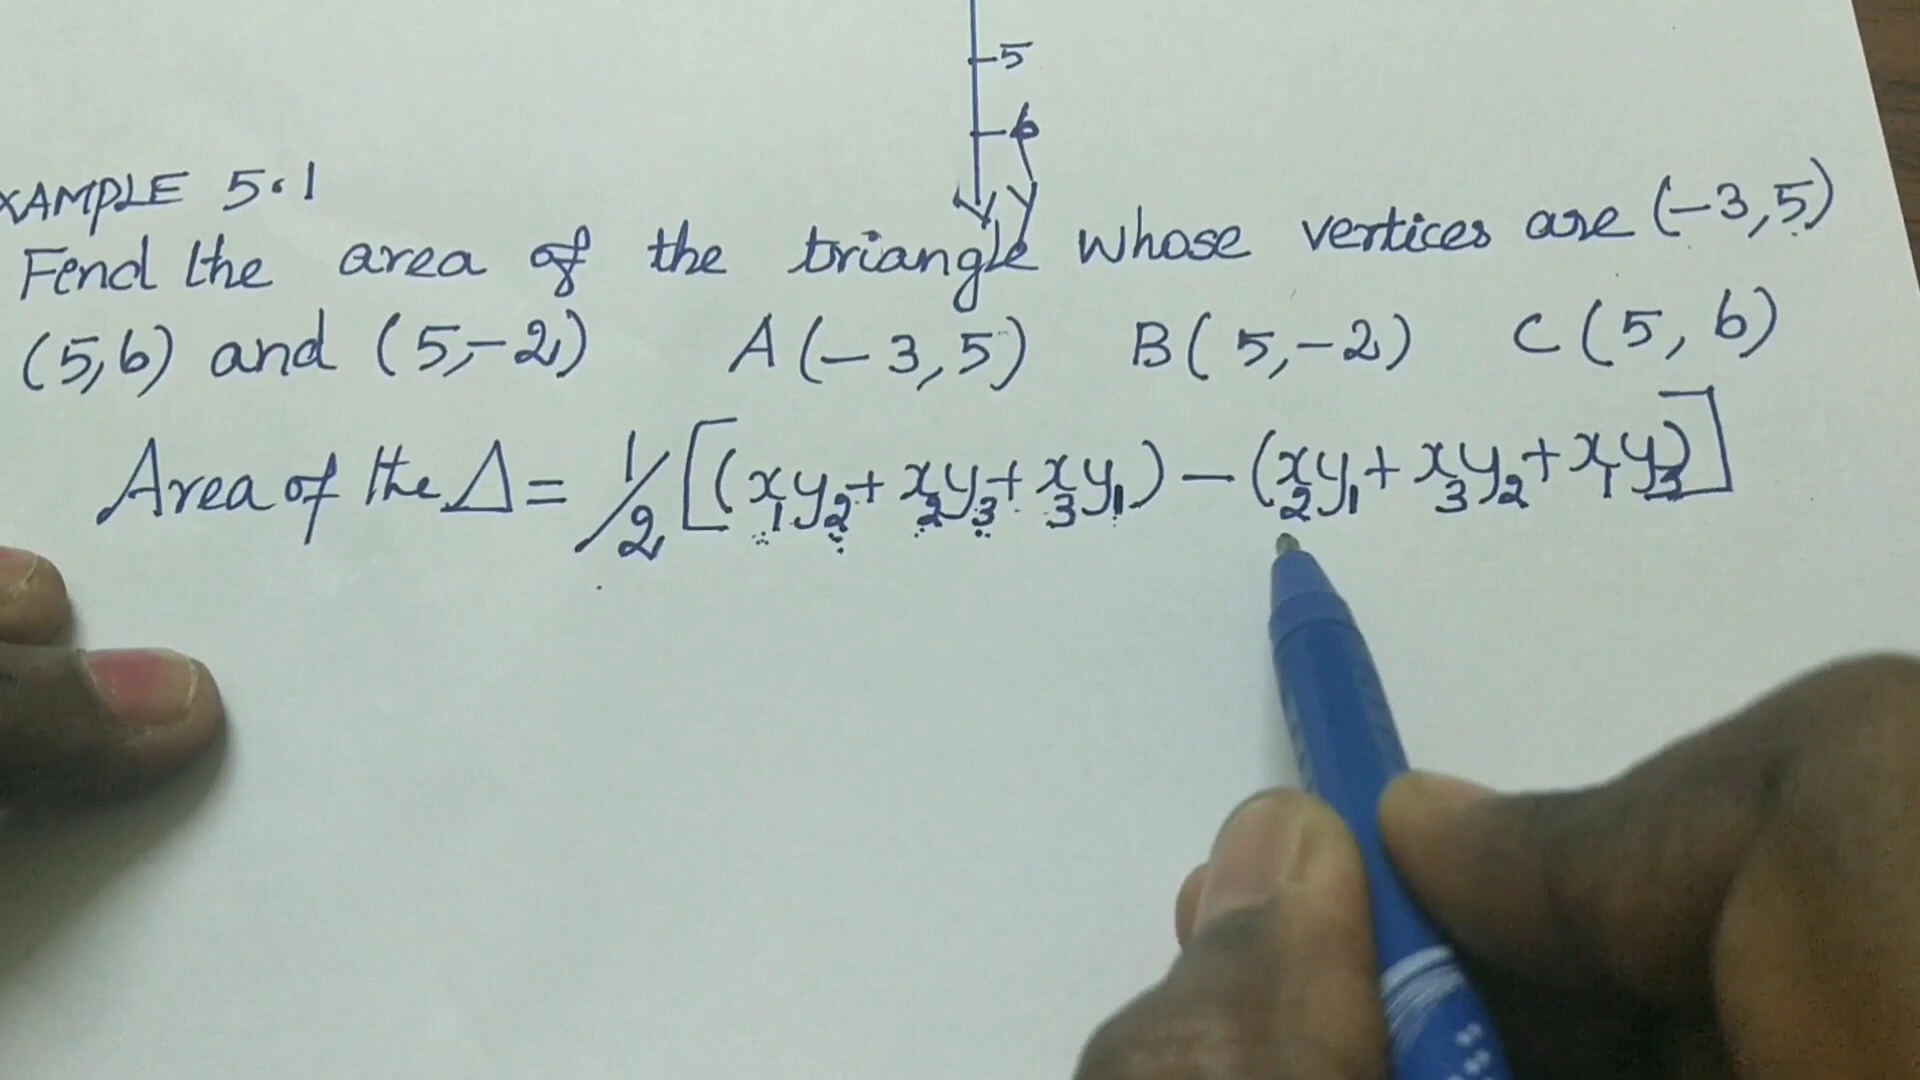 5
6
Y'
XAMPLE 5.1
Fend the area of the triangle whose vertices are (-3,5)
(5,6) and (5,-2) A(-3,5) B(5,-2) C(5,6)
Area of the Δ = 1/2 [(x₁y₂+x₂y₃+x₃y₁)-(x₂y₁+x₃y₂+x₁y₃)]